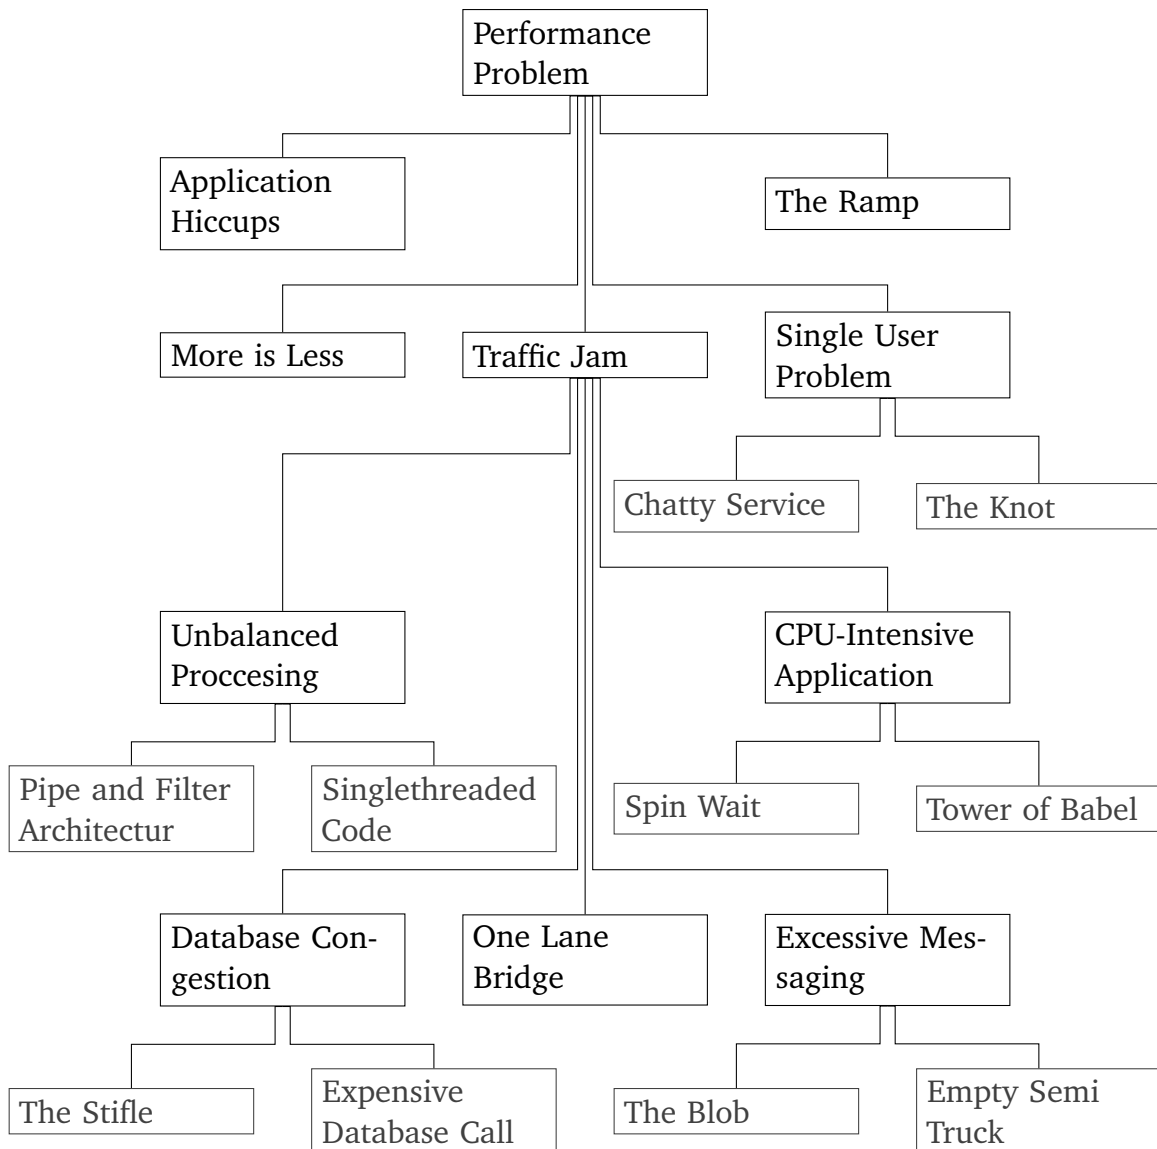 Performance
Problem
Application
Hiccups
The Ramp
More is Less
Traffic Jam
Single User
Problem
Chatty Service
The Knot
Unbalanced
Proccesing
CPU-Intensive
Application
Pipe and Filter
Architectur
Singlethreaded
Code
Spin Wait
Tower of Babel
Database Con-
gestion
One Lane
Bridge
Excessive Mes-
saging
The Stifle
Expensive
Database Call
The Blob
Empty Semi
Truck